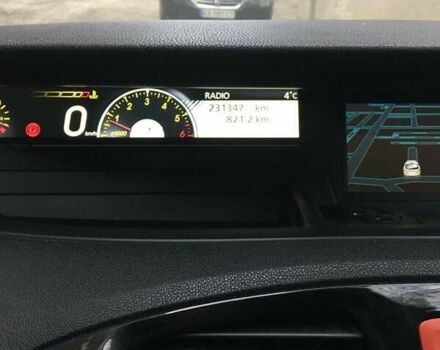 RADIO 4°C
231347 km
821.2 km
0 km/h
1 2 3 4 5 6
x1000